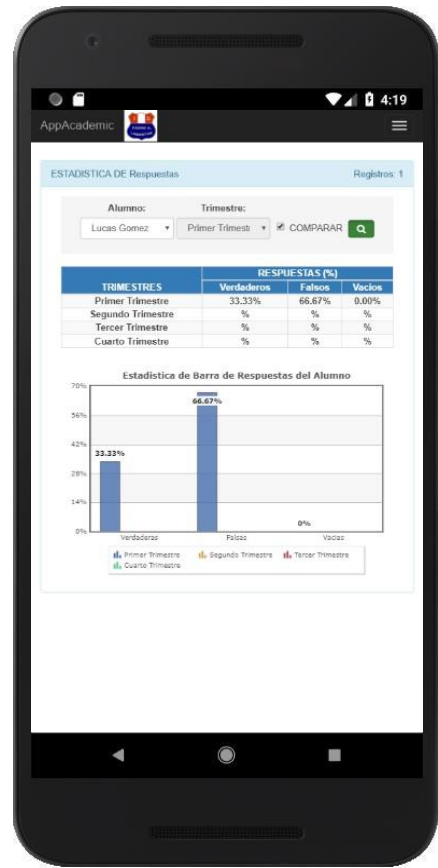 4:19
AppAcademic
ESTADISTICA DE Respuestas Registros: 1
Alumno: Trimestre:
Lucas Gomez Primer Trimest COMPARAR
RESPUESTAS (%)
TRIMESTRES Verdaderos Falsos Vacios
Primer Trimestre 33.33% 66.67% 0.00%
Segundo Trimestre % % %
Tercer Trimestre % % %
Cuarto Trimestre % % %
Estadistica de Barra de Respuestas del Alumno
70%
66.67%
56%
42%
33.33%
28%
14%
0%
0%
Verdaderas Falsas Vacias
Primer Trimestre Segundo Trimestre Tercer Trimestre
Cuarto Trimestre